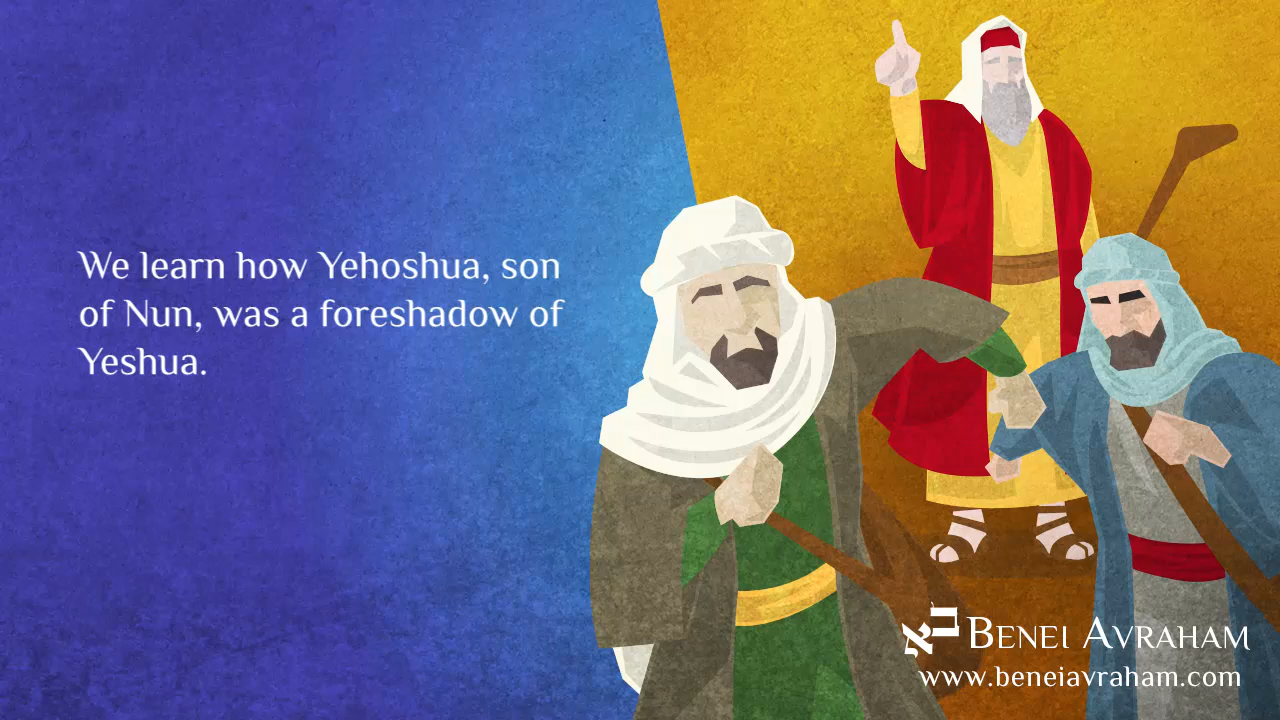 We learn how Yehoshua, son
of Nun, was a foreshadow of
Yeshua.
בא Benei Avraham
www.beneiavraham.com